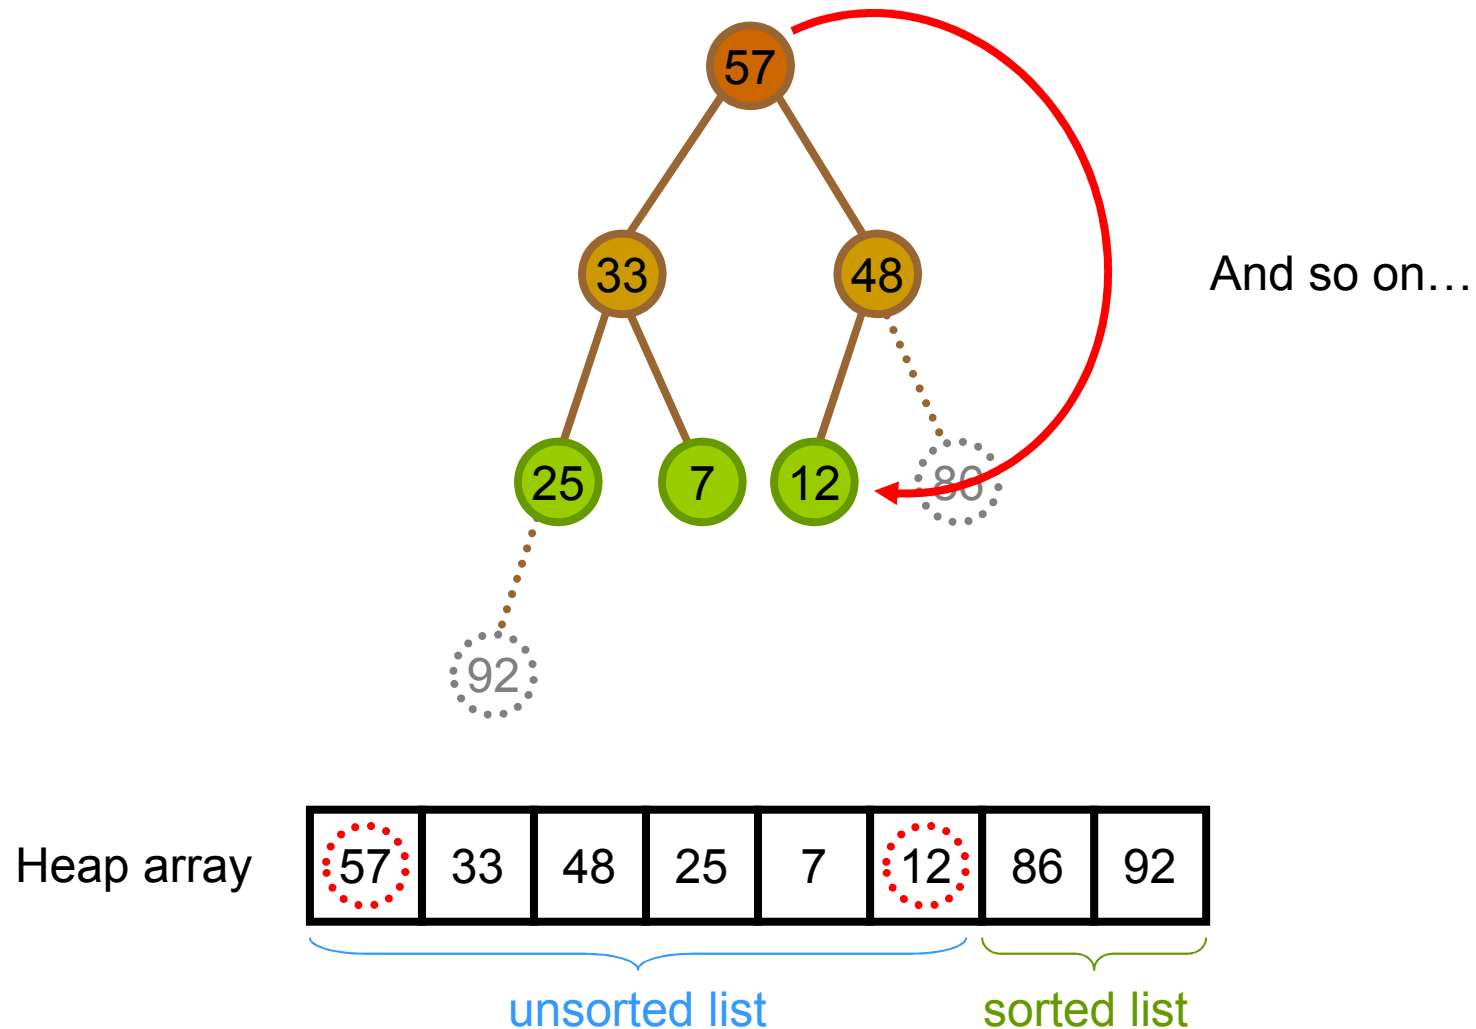 57
33 48
And so on…
25 7 12 86
92
Heap array 57 33 48 25 7 12 86 92
unsorted list sorted list